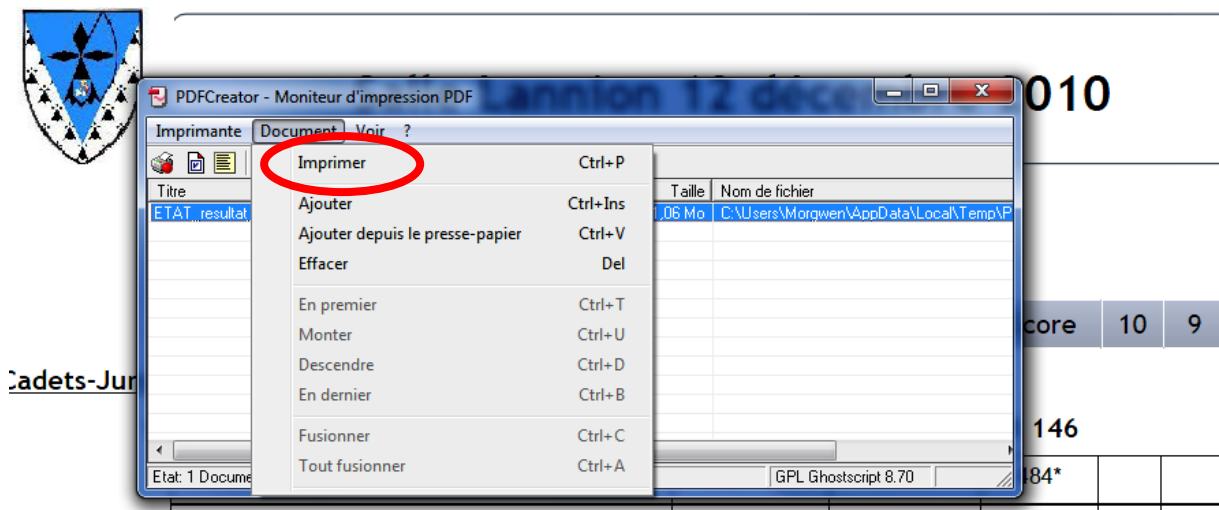 Lannion 12 déce 010
PDFCreator - Moniteur d'impression PDF
Imprimante Document Voir ?
Imprimer Ctrl+P
Titre Taille Nom de fichier
Ajouter Ctrl+Ins
ETAT_resultat ,06 Mo C:\Users\Morgwen\AppData\Local\Temp\P
Ajouter depuis le presse-papier Ctrl+V
Effacer Del
En premier Ctrl+T
core 10 9
Monter Ctrl+U
Descendre Ctrl+D
Cadets-Jur
En dernier Ctrl+B
Fusionner Ctrl+C
146
Tout fusionner Ctrl+A
Etat: 1 Docume GPL Ghostscript 8.70
484*